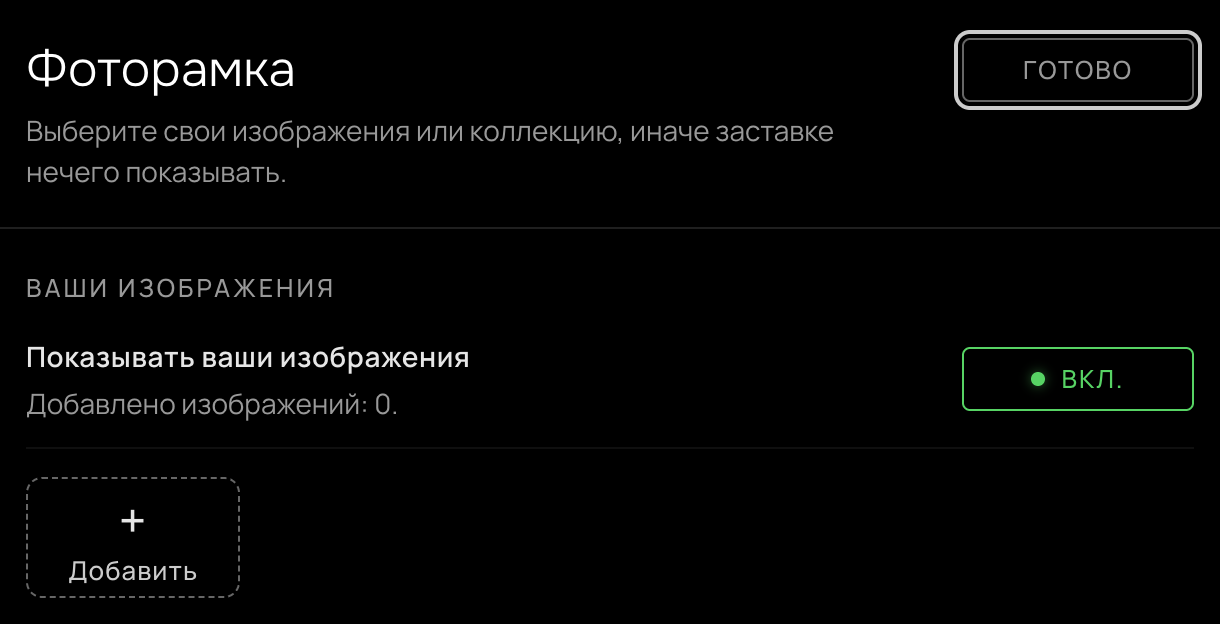 Фоторамка
ГОТОВО
Выберите свои изображения или коллекцию, иначе заставке
нечего показывать.
ВАШИ ИЗОБРАЖЕНИЯ
Показывать ваши изображения
Добавлено изображений: 0.
ВКЛ.
+
Добавить